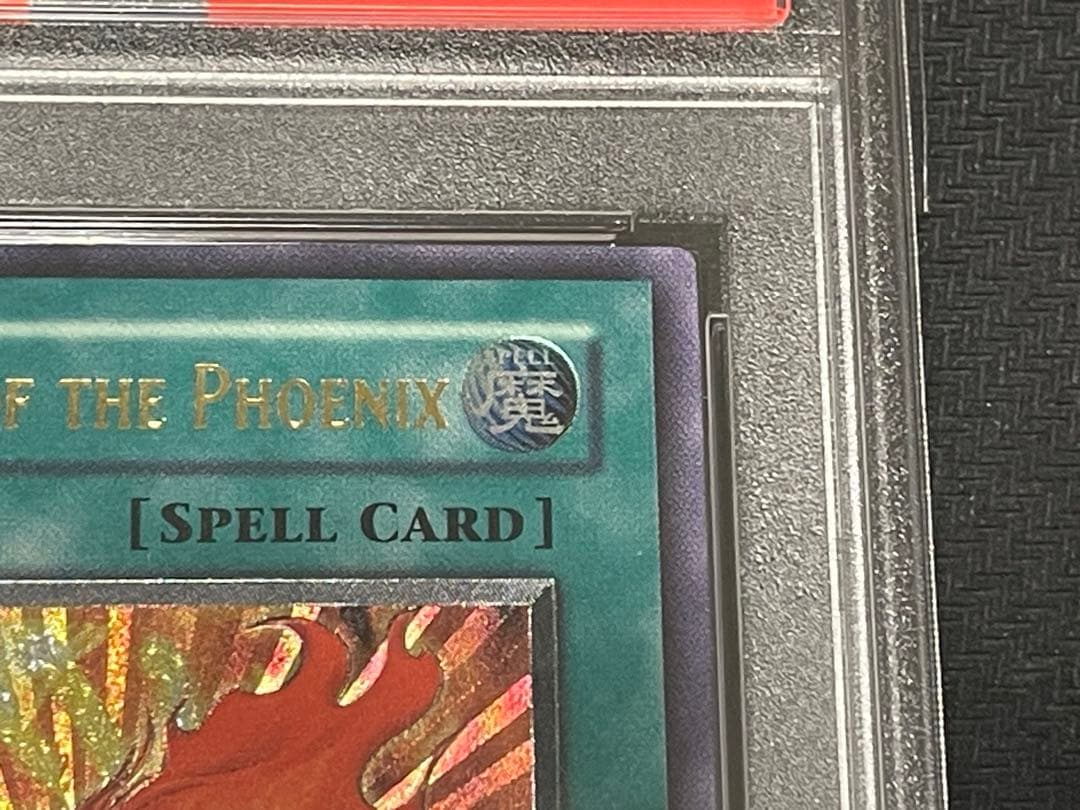 F THE PHOENIX
SPELL
魔
[SPELL CARD]